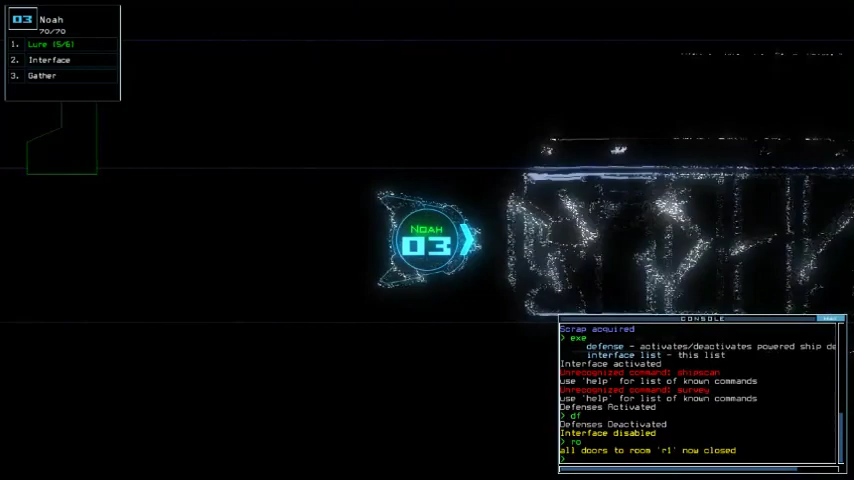 03 Noah
70/70
1. Lure (5/6)
2. Interface
3. Gather
NOAH
03
CONSOLE
Scrap acquired
> exe
defense - activates/deactivates powered ship de
interface list - this list
Interface activated
Unrecognized command: shipscan
use 'help' for list of known commands
Unrecognized command: survey
use 'help' for list of known commands
Defenses Activated
> df
Defenses Deactivated
Interface disabled
> ro
all doors to room 'r1' now closed
>